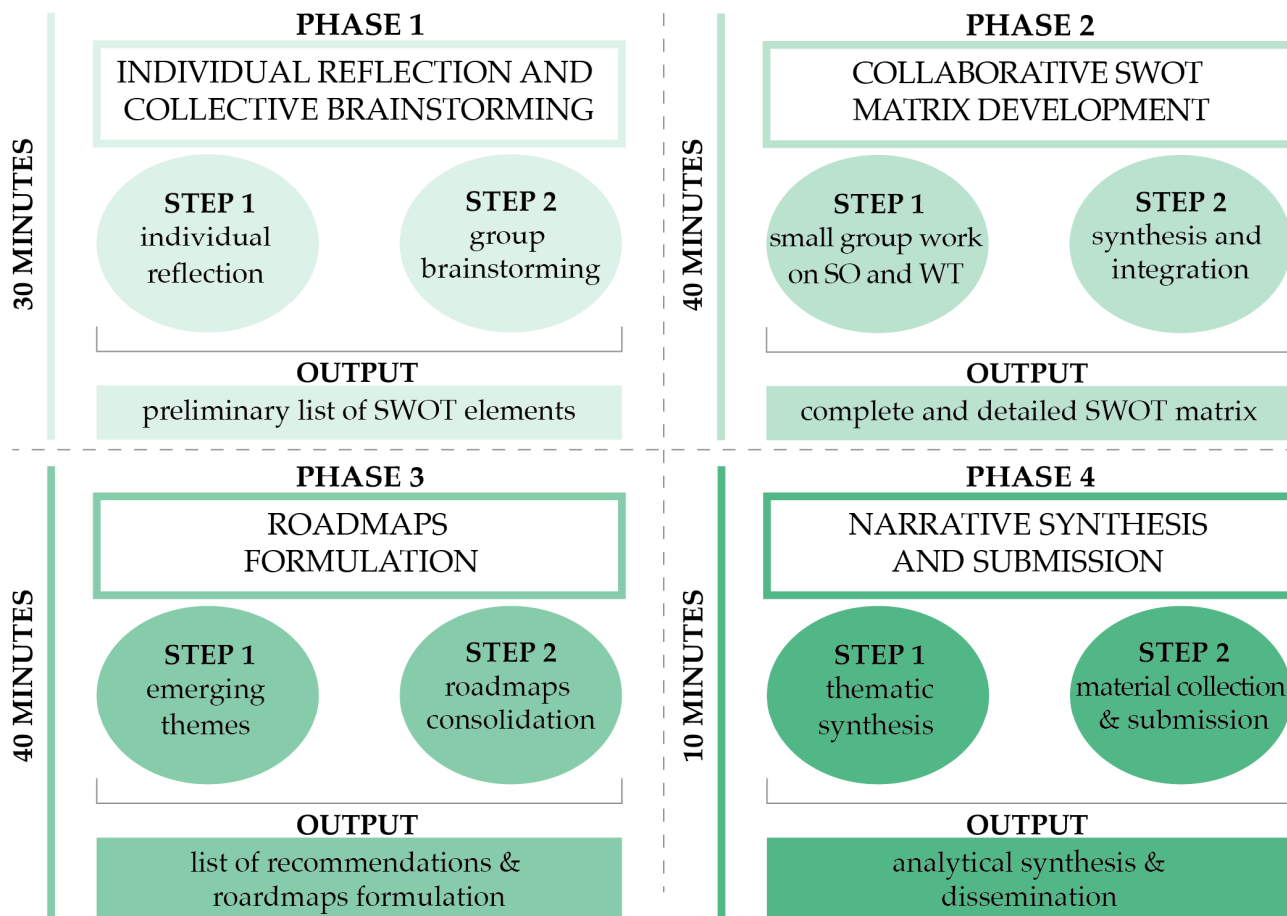 PHASE 1
INDIVIDUAL REFLECTION AND
COLLECTIVE BRAINSTORMING
30 MINUTES
STEP 1
individual
reflection
STEP 2
group
brainstorming
OUTPUT
preliminary list of SWOT elements
PHASE 2
COLLABORATIVE SWOT
MATRIX DEVELOPMENT
40 MINUTES
STEP 1
small group work
on SO and WT
STEP 2
synthesis and
integration
OUTPUT
complete and detailed SWOT matrix
PHASE 3
ROADMAPS
FORMULATION
40 MINUTES
STEP 1
emerging
themes
STEP 2
roadmaps
consolidation
OUTPUT
list of recommendations &
roardmaps formulation
PHASE 4
NARRATIVE SYNTHESIS
AND SUBMISSION
10 MINUTES
STEP 1
thematic
synthesis
STEP 2
material collection
& submission
OUTPUT
analytical synthesis &
dissemination